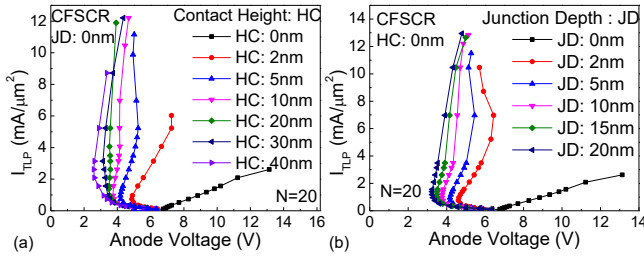 CFSCR
JD: 0nm
Contact Height: HC
HC: 0nm
HC: 2nm
HC: 5nm
HC: 10nm
HC: 20nm
HC: 30nm
HC: 40nm
N=20
I_TLP (mA/μm²)
0
2
4
6
8
10
12
0 2 4 6 8 10 12 14 16
Anode Voltage (V)
(a)
CFSCR
HC: 0nm
Junction Depth : JD
JD: 0nm
JD: 2nm
JD: 5nm
JD: 10nm
JD: 15nm
JD: 20nm
N=20
I_TLP (mA/μm²)
0
2
4
6
8
10
12
14
0 2 4 6 8 10 12 14
Anode Voltage (V)
(b)